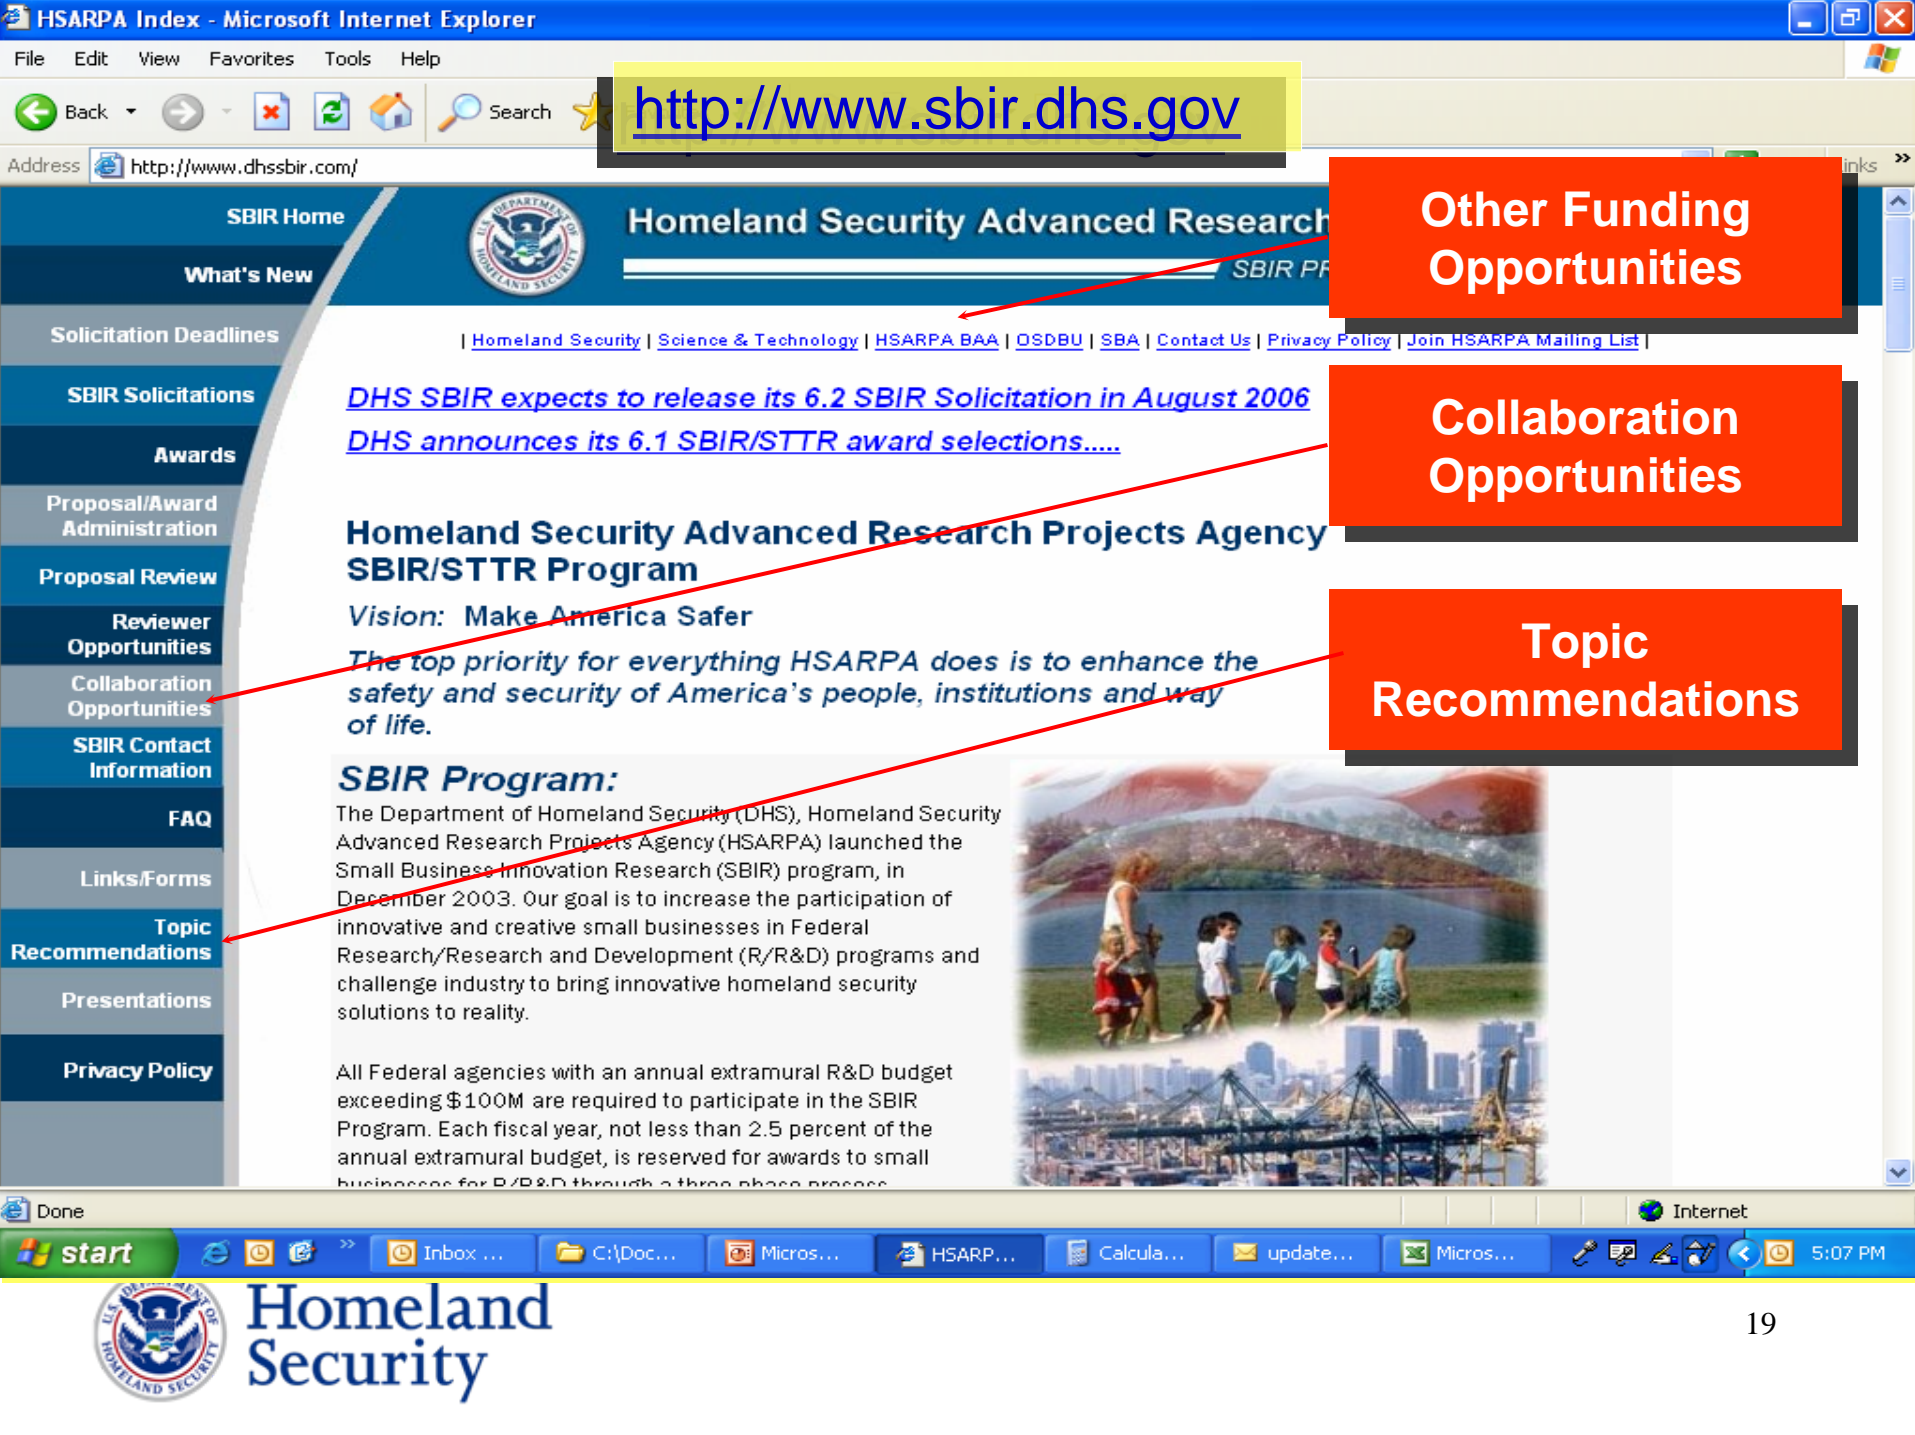 HSARPA Index - Microsoft Internet Explorer
File Edit View Favorites Tools Help
Back Search
http://www.sbir.dhs.gov
Address http://www.dhssbir.com/
SBIR Home
What's New
Solicitation Deadlines
SBIR Solicitations
Awards
Proposal/Award
Administration
Proposal Review
Reviewer
Opportunities
Collaboration
Opportunities
SBIR Contact
Information
FAQ
Links/Forms
Topic
Recommendations
Presentations
Privacy Policy
Homeland Security Advanced Research
SBIR
| Homeland Security | Science & Technology | HSARPA BAA | OSDBU | SBA | Contact Us | Privacy Policy | Join HSARPA Mailing List |
DHS SBIR expects to release its 6.2 SBIR Solicitation in August 2006
DHS announces its 6.1 SBIR/STTR award selections.....
Homeland Security Advanced Research Projects Agency
SBIR/STTR Program
Vision: Make America Safer
The top priority for everything HSARPA does is to enhance the
safety and security of America's people, institutions and way
of life.
SBIR Program:
The Department of Homeland Security (DHS), Homeland Security
Advanced Research Projects Agency (HSARPA) launched the
Small Business Innovation Research (SBIR) program, in
December 2003. Our goal is to increase the participation of
innovative and creative small businesses in Federal
Research/Research and Development (R/R&D) programs and
challenge industry to bring innovative homeland security
solutions to reality.
All Federal agencies with an annual extramural R&D budget
exceeding $100M are required to participate in the SBIR
Program. Each fiscal year, not less than 2.5 percent of the
annual extramural budget, is reserved for awards to small
businesses for R/R&D through a three phase process.
Other Funding
Opportunities
Collaboration
Opportunities
Topic
Recommendations
Done Internet
start Inbox ... C:\Doc... Micros... HSARP... Calcula... update... Micros... 5:07 PM
Homeland
Security
19